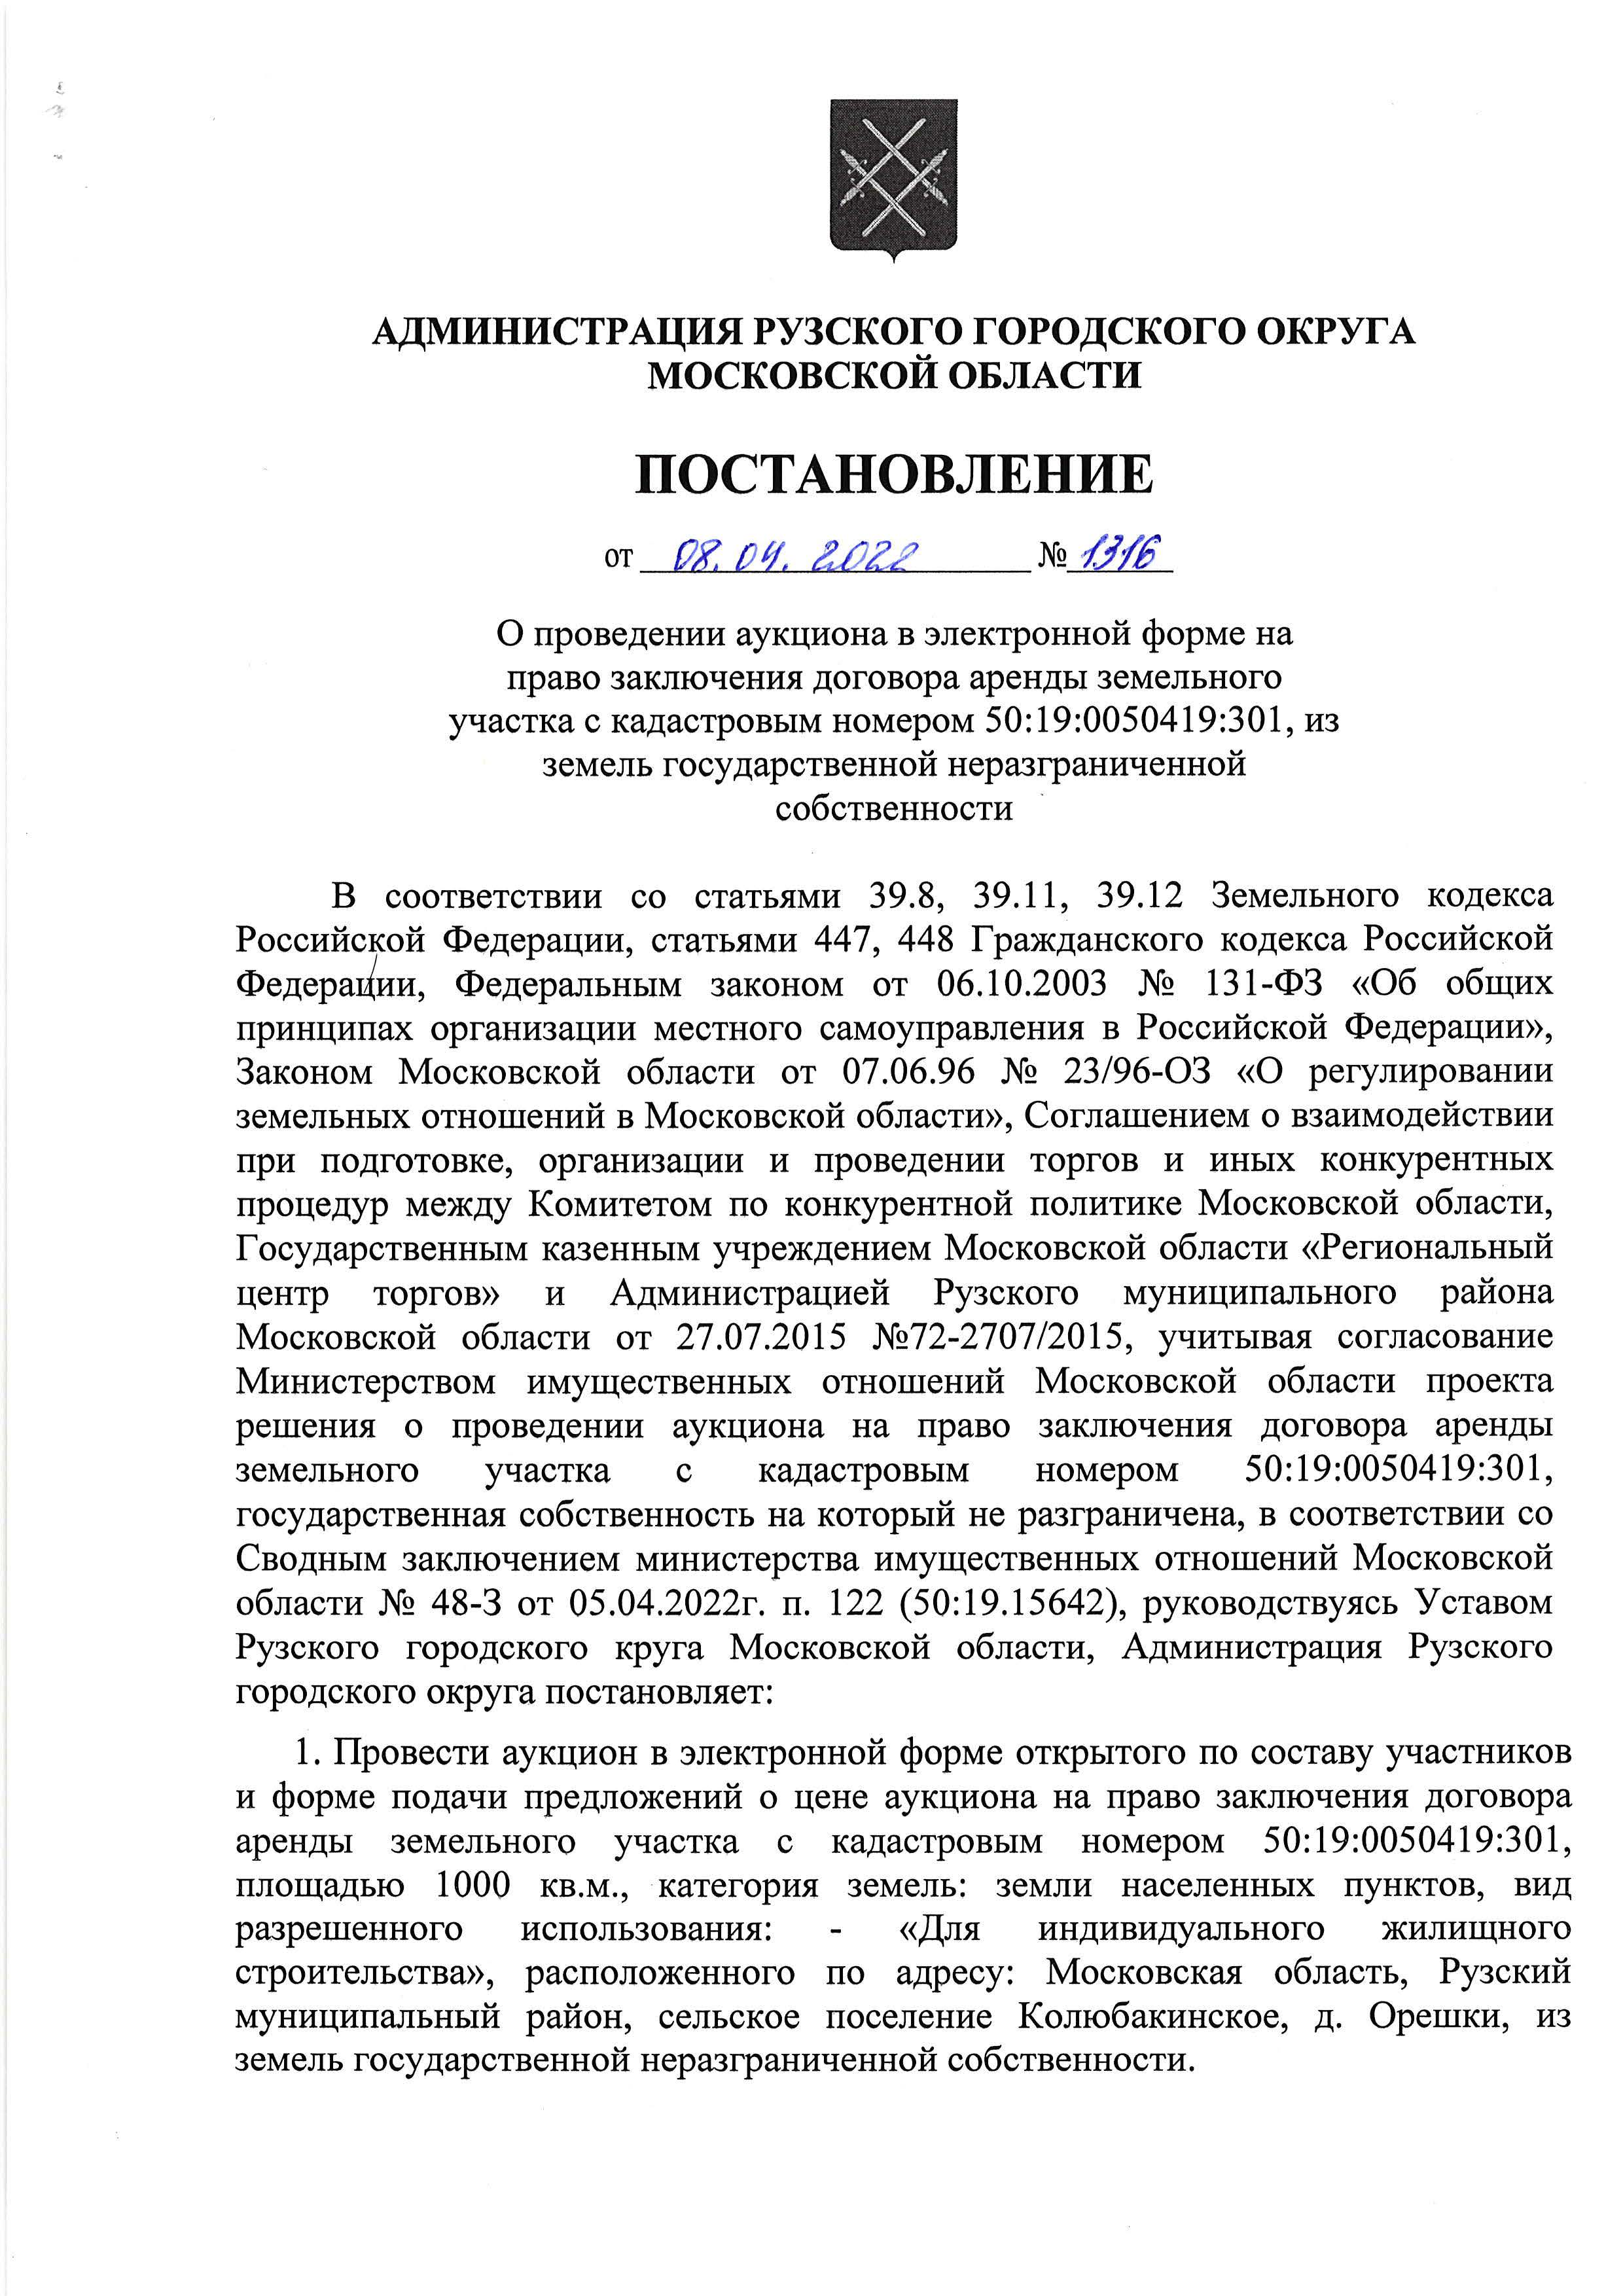 АДМИНИСТРАЦИЯ РУЗСКОГО ГОРОДСКОГО ОКРУГА
МОСКОВСКОЙ ОБЛАСТИ
ПОСТАНОВЛЕНИЕ
от 08.04.2022 № 1316
О проведении аукциона в электронной форме на
право заключения договора аренды земельного
участка с кадастровым номером 50:19:0050419:301, из
земель государственной неразграниченной
собственности
В соответствии со статьями 39.8, 39.11, 39.12 Земельного кодекса
Российской Федерации, статьями 447, 448 Гражданского кодекса Российской
Федерации, Федеральным законом от 06.10.2003 № 131-ФЗ «Об общих
принципах организации местного самоуправления в Российской Федерации»,
Законом Московской области от 07.06.96 № 23/96-ОЗ «О регулировании
земельных отношений в Московской области», Соглашением о взаимодействии
при подготовке, организации и проведении торгов и иных конкурентных
процедур между Комитетом по конкурентной политике Московской области,
Государственным казенным учреждением Московской области «Региональный
центр торгов» и Администрацией Рузского муниципального района
Московской области от 27.07.2015 №72-2707/2015, учитывая согласование
Министерством имущественных отношений Московской области проекта
решения о проведении аукциона на право заключения договора аренды
земельного участка с кадастровым номером 50:19:0050419:301,
государственная собственность на который не разграничена, в соответствии со
Сводным заключением министерства имущественных отношений Московской
области № 48-З от 05.04.2022г. п. 122 (50:19.15642), руководствуясь Уставом
Рузского городского круга Московской области, Администрация Рузского
городского округа постановляет:
1. Провести аукцион в электронной форме открытого по составу участников
и форме подачи предложений о цене аукциона на право заключения договора
аренды земельного участка с кадастровым номером 50:19:0050419:301,
площадью 1000 кв.м., категория земель: земли населенных пунктов, вид
разрешенного использования: - «Для индивидуального жилищного
строительства», расположенного по адресу: Московская область, Рузский
муниципальный район, сельское поселение Колюбакинское, д. Орешки, из
земель государственной неразграниченной собственности.